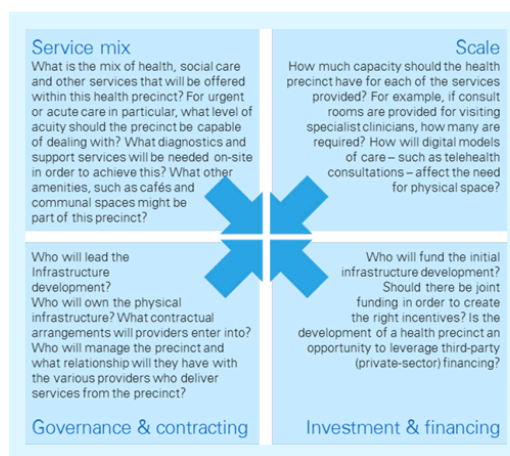 Service mix
What is the mix of health, social care
and other services that will be offered
within this health precinct? For urgent
or acute care in particular, what level of
acuity should the precinct be capable
of dealing with? What diagnostics and
support services will be needed on-site
in order to achieve this? What other
amenities, such as cafés and
communal spaces might be
part of this precinct?
Scale
How much capacity should the health
precinct have for each of the services
provided? For example, if consult
rooms are provided for visiting
specialist clinicians, how many are
required? How will digital models
of care – such as telehealth
consultations – affect the need
for physical space?
Who will lead the
Infrastructure
development?
Who will own the physical
infrastructure? What contractual
arrangements will providers enter into?
Who will manage the precinct and
what relationship will they have with
the various providers who deliver
services from the precinct?
Governance & contracting
Who will fund the initial
infrastructure development?
Should there be joint
funding in order to create
the right incentives? Is the
development of a health precinct an
opportunity to leverage third-party
(private-sector) financing?
Investment & financing